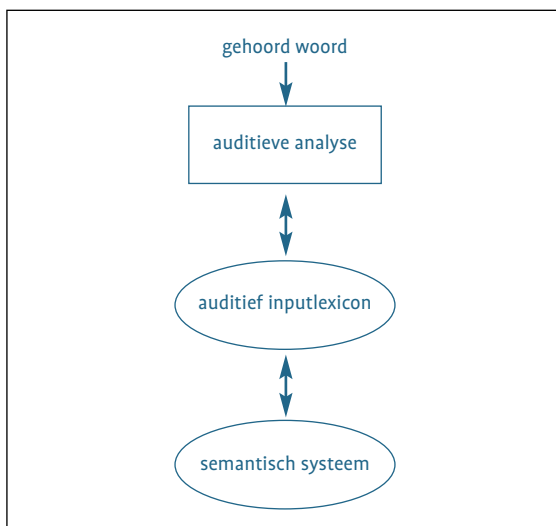 gehoord woord
auditieve analyse
auditief inputlexicon
semantisch systeem